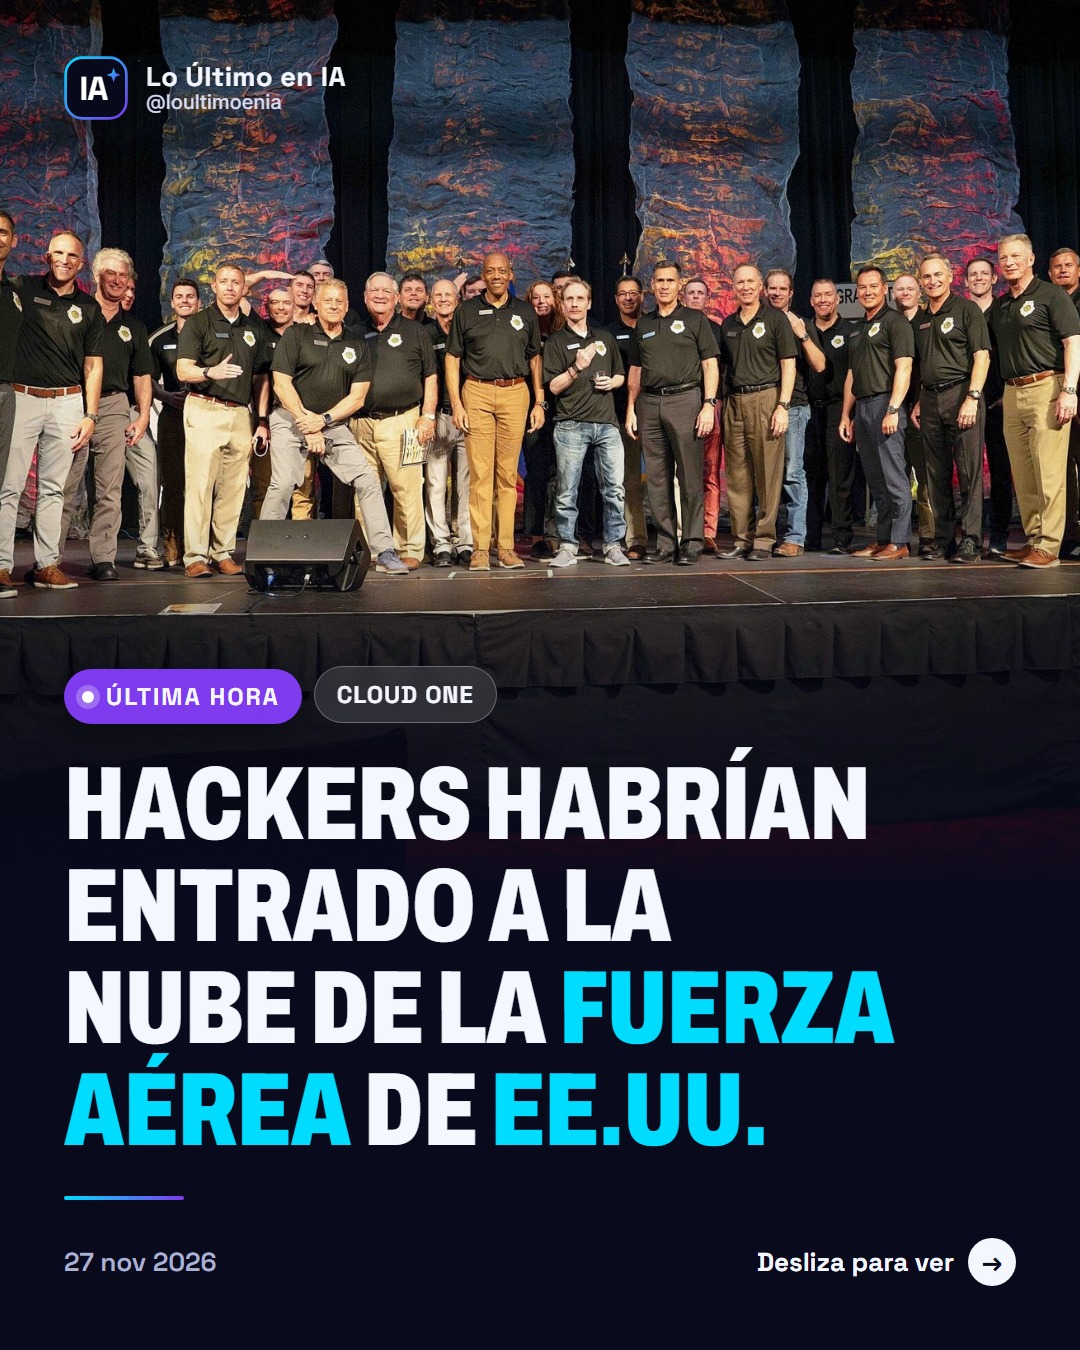 IA
Lo Último en IA
@loultimoenia
ÚLTIMA HORA
CLOUD ONE
HACKERS HABRÍAN
ENTRADO A LA
NUBE DE LA FUERZA
AÉREA DE EE.UU.
27 nov 2026
Desliza para ver →